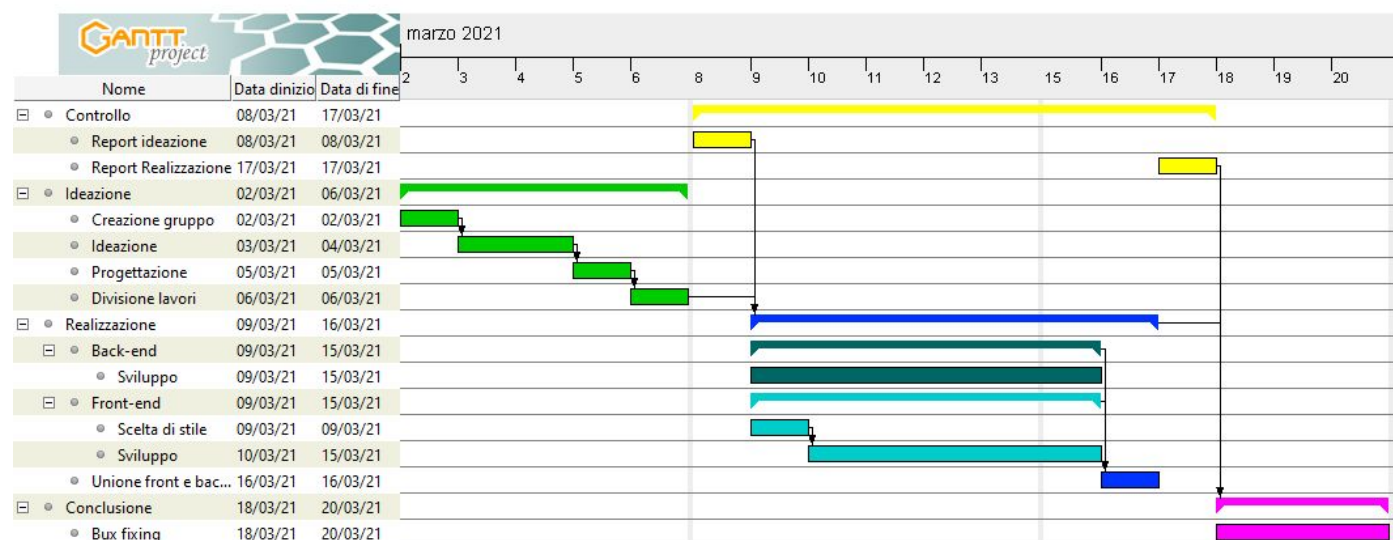 GANTT
project
marzo 2021
2 3 4 5 6 8 9 10 11 12 13 15 16 17 18 19 20
Nome Data dinizio Data di fine
Controllo 08/03/21 17/03/21
Report ideazione 08/03/21 08/03/21
Report Realizzazione 17/03/21 17/03/21
Ideazione 02/03/21 06/03/21
Creazione gruppo 02/03/21 02/03/21
Ideazione 03/03/21 04/03/21
Progettazione 05/03/21 05/03/21
Divisione lavori 06/03/21 06/03/21
Realizzazione 09/03/21 16/03/21
Back-end 09/03/21 15/03/21
Sviluppo 09/03/21 15/03/21
Front-end 09/03/21 15/03/21
Scelta di stile 09/03/21 09/03/21
Sviluppo 10/03/21 15/03/21
Unione front e bac... 16/03/21 16/03/21
Conclusione 18/03/21 20/03/21
Bux fixing 18/03/21 20/03/21